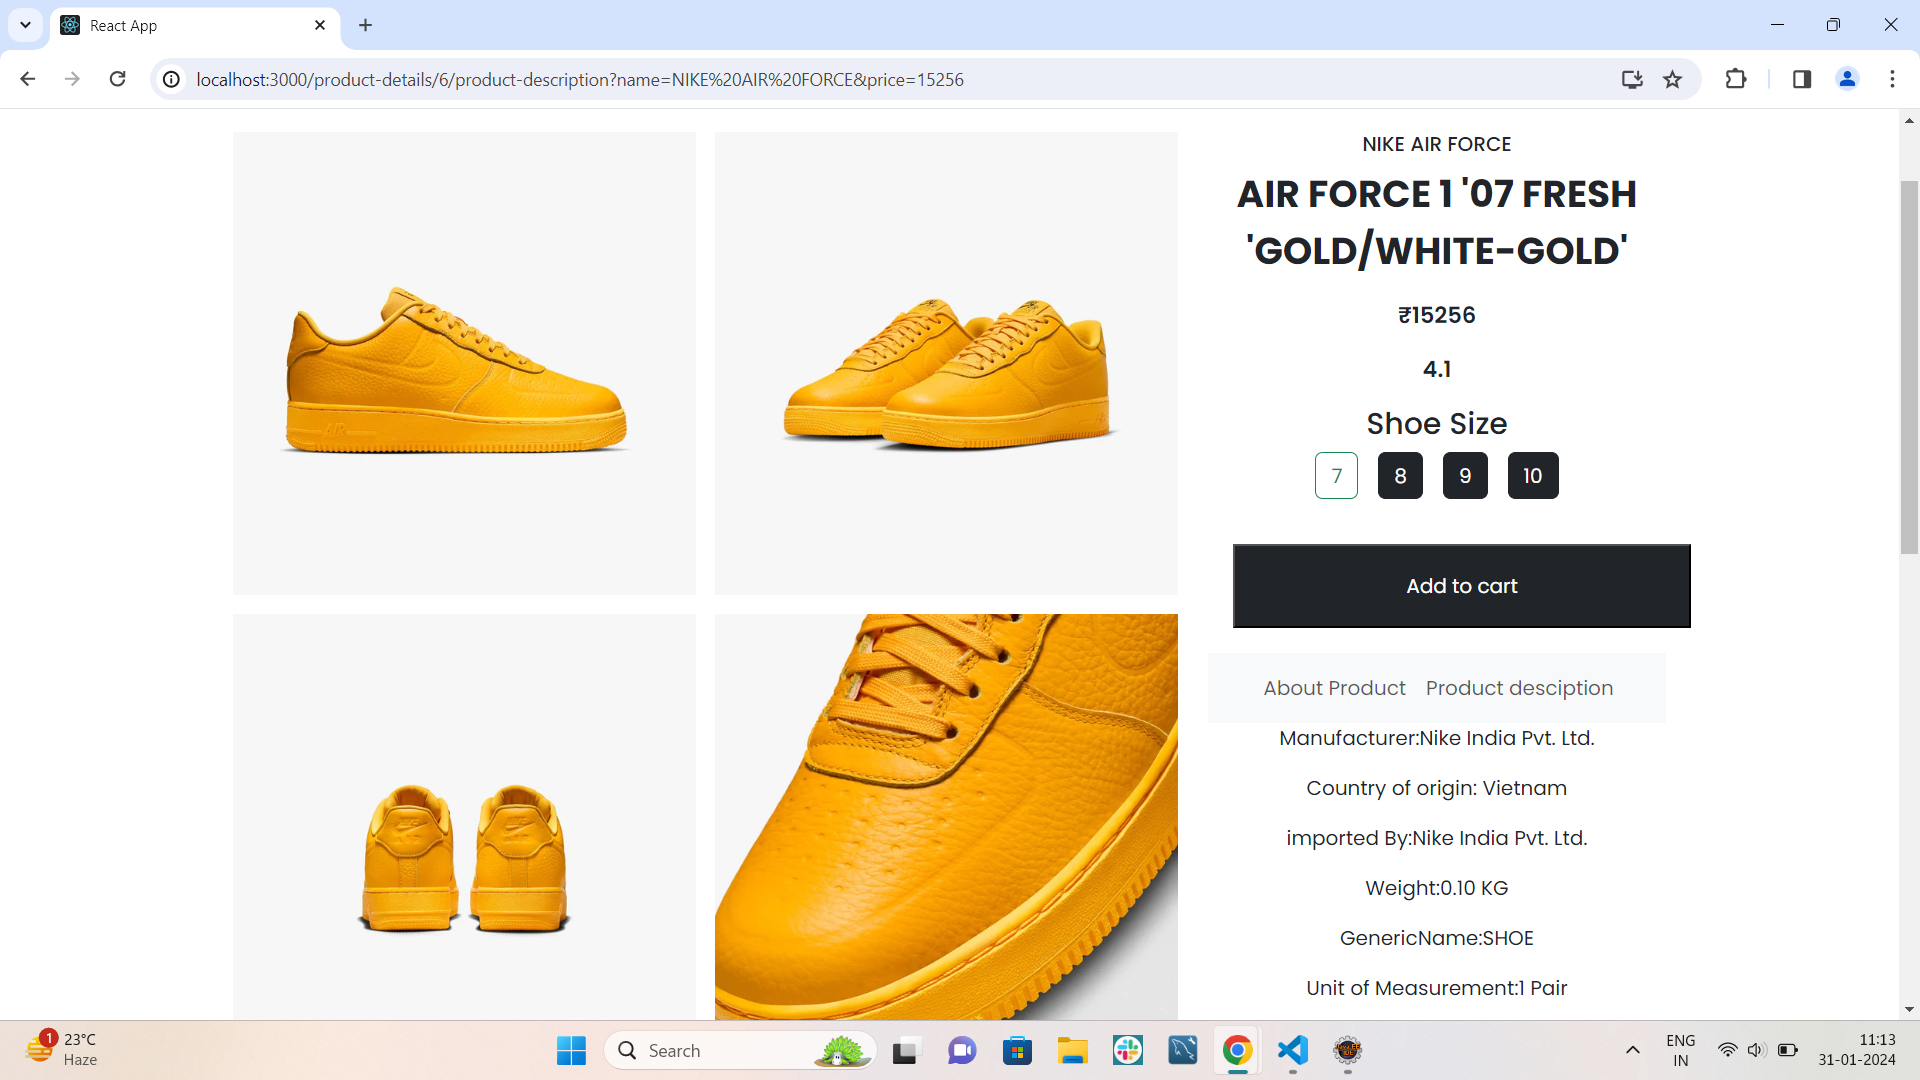 React App
localhost:3000/product-details/6/product-description?name=NIKE%20AIR%20FORCE&price=15256
NIKE AIR FORCE
AIR FORCE 1 '07 FRESH
'GOLD/WHITE-GOLD'
₹15256
4.1
Shoe Size
7 8 9 10
Add to cart
About Product Product desciption
Manufacturer:Nike India Pvt. Ltd.
Country of origin: Vietnam
imported By:Nike India Pvt. Ltd.
Weight:0.10 KG
GenericName:SHOE
Unit of Measurement:1 Pair
AIR
1
23°C
Haze
Search
ENG
IN
11:13
31-01-2024